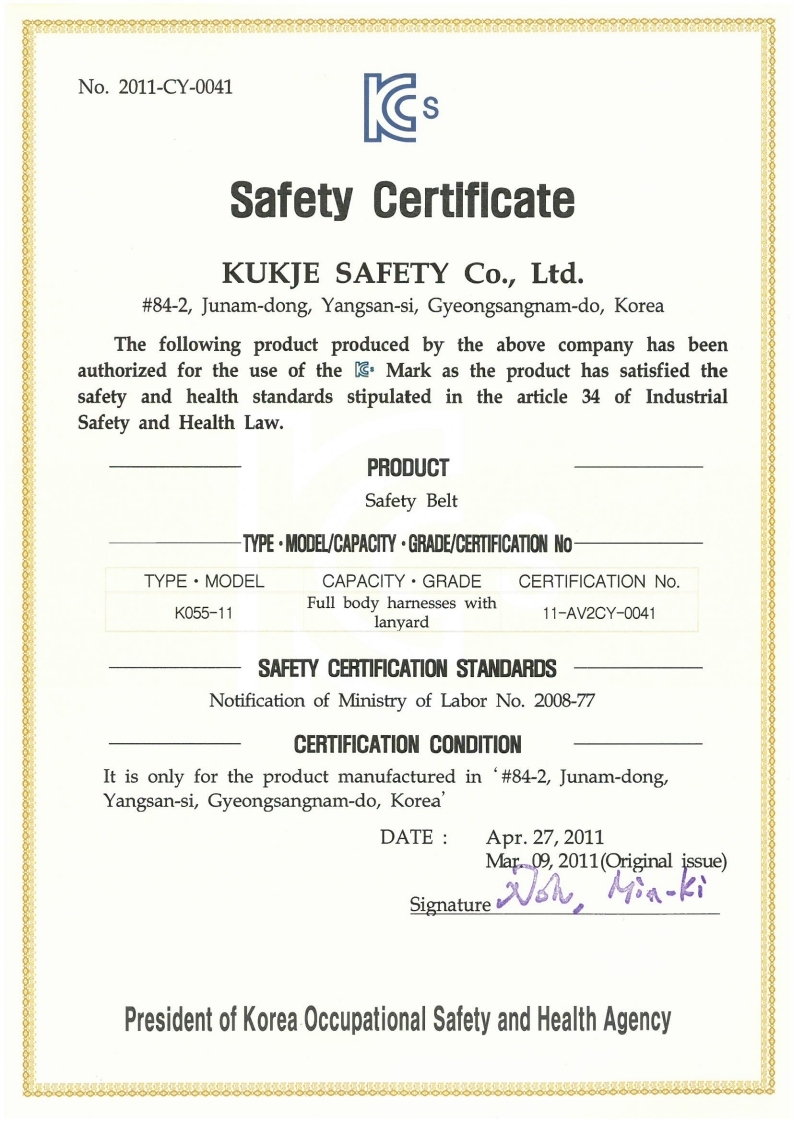 No. 2011-CY-0041
KCs
Safety Certificate
KUKJE SAFETY Co., Ltd.
#84-2, Junam-dong, Yangsan-si, Gyeongsangnam-do, Korea
The following product produced by the above company has been
authorized for the use of the KCs Mark as the product has satisfied the
safety and health standards stipulated in the article 34 of Industrial
Safety and Health Law.
PRODUCT
Safety Belt
TYPE·MODEL/CAPACITY·GRADE/CERTIFICATION No
TYPE·MODEL CAPACITY·GRADE CERTIFICATION No.
K055-11 Full body harnesses with lanyard 11-AV2CY-0041
SAFETY CERTIFICATION STANDARDS
Notification of Ministry of Labor No. 2008-77
CERTIFICATION CONDITION
It is only for the product manufactured in ‘#84-2, Junam-dong,
Yangsan-si, Gyeongsangnam-do, Korea’
DATE : Apr. 27, 2011
Mar. 09, 2011(Original issue)
Signature Noh, Min-Ki
President of Korea Occupational Safety and Health Agency